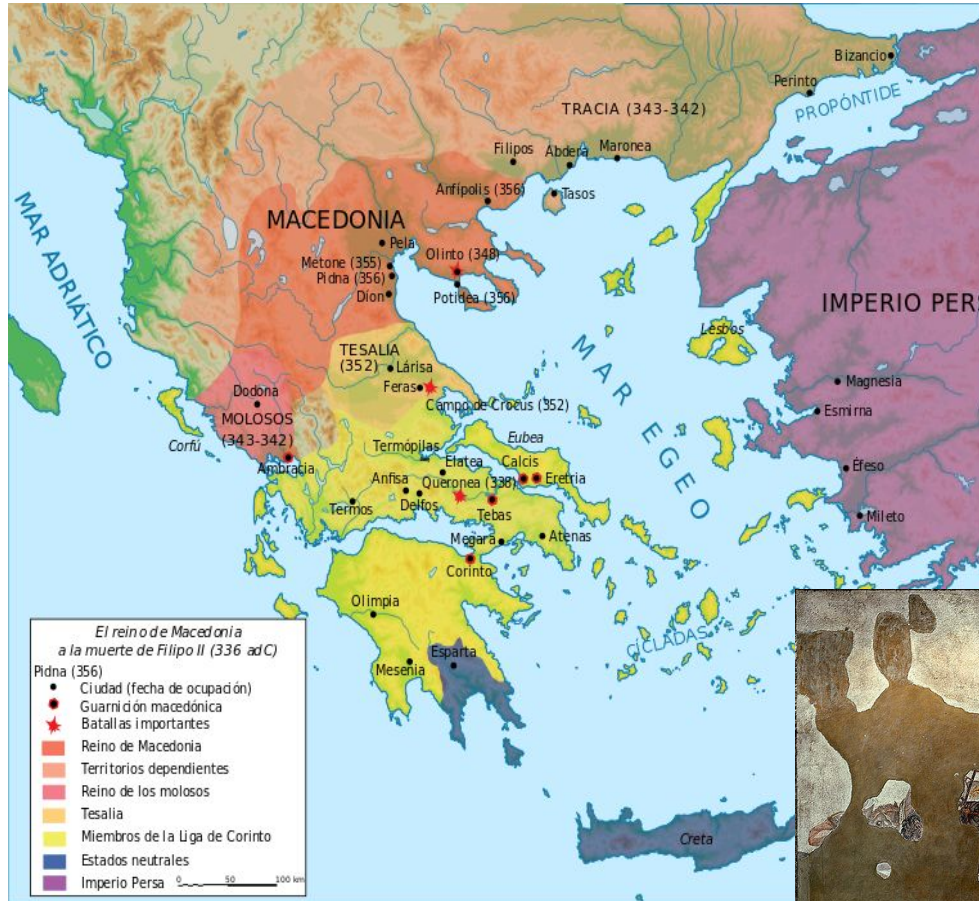 Bizancio
Perinto
PROPÓNTIDE
TRACIA (343-342)
Filipos
Abdera
Maronea
Anfípolis (356)
Tasos
MACEDONIA
Pela
Olinto (348)
Metone (355)
Pidna (356)
Díon
Potidea (356)
MAR ADRIÁTICO
IMPERIO PER
TESALIA
(352)
Lárisa
Feras
Campo de Crocus (352)
Lesbos
MAR EGEO
Magnesia
Esmirna
Dodona
MOLOSOS
(343-342)
Corfú
Ambracia
Termópilas
Eubea
Elatea
Calcis
Queronea (338)
Eretria
Anfisa
Delfos
Termos
Tebas
Éfeso
Mileto
Megara
Atenas
Corinto
Olimpia
CÍCLADAS
Mesenia
Esparta
Creta
El reino de Macedonia
a la muerte de Filipo II (336 adC)
Pidna (356)
Ciudad (fecha de ocupación)
Guarnición macedónica
Batallas importantes
Reino de Macedonia
Territorios dependientes
Reino de los molosos
Tesalia
Miembros de la Liga de Corinto
Estados neutrales
Imperio Persa
0 50 100 km